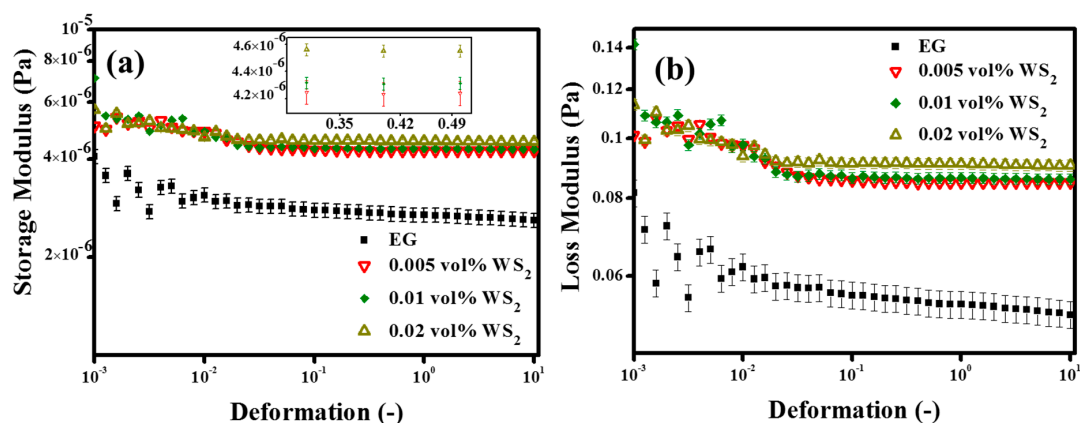 (a)
Storage Modulus (Pa)
10⁻⁵
8×10⁻⁶
6×10⁻⁶
4×10⁻⁶
2×10⁻⁶
4.6×10⁻⁶
4.4×10⁻⁶
4.2×10⁻⁶
0.35 0.42 0.49
EG
0.005 vol% WS₂
0.01 vol% WS₂
0.02 vol% WS₂
10⁻³ 10⁻² 10⁻¹ 10⁰ 10¹
Deformation (-)
(b)
Loss Modulus (Pa)
0.14
0.12
0.1
0.08
0.06
EG
0.005 vol% WS₂
0.01 vol% WS₂
0.02 vol% WS₂
10⁻³ 10⁻² 10⁻¹ 10⁰ 10¹
Deformation (-)